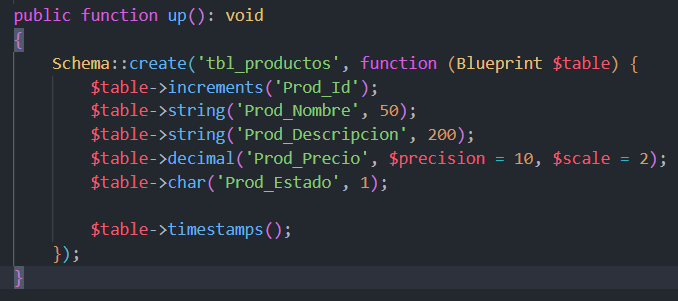 public function up(): void
{
    Schema::create('tbl_productos', function (Blueprint $table) {
        $table->increments('Prod_Id');
        $table->string('Prod_Nombre', 50);
        $table->string('Prod_Descripcion', 200);
        $table->decimal('Prod_Precio', $precision = 10, $scale = 2);
        $table->char('Prod_Estado', 1);

        $table->timestamps();
    });
}